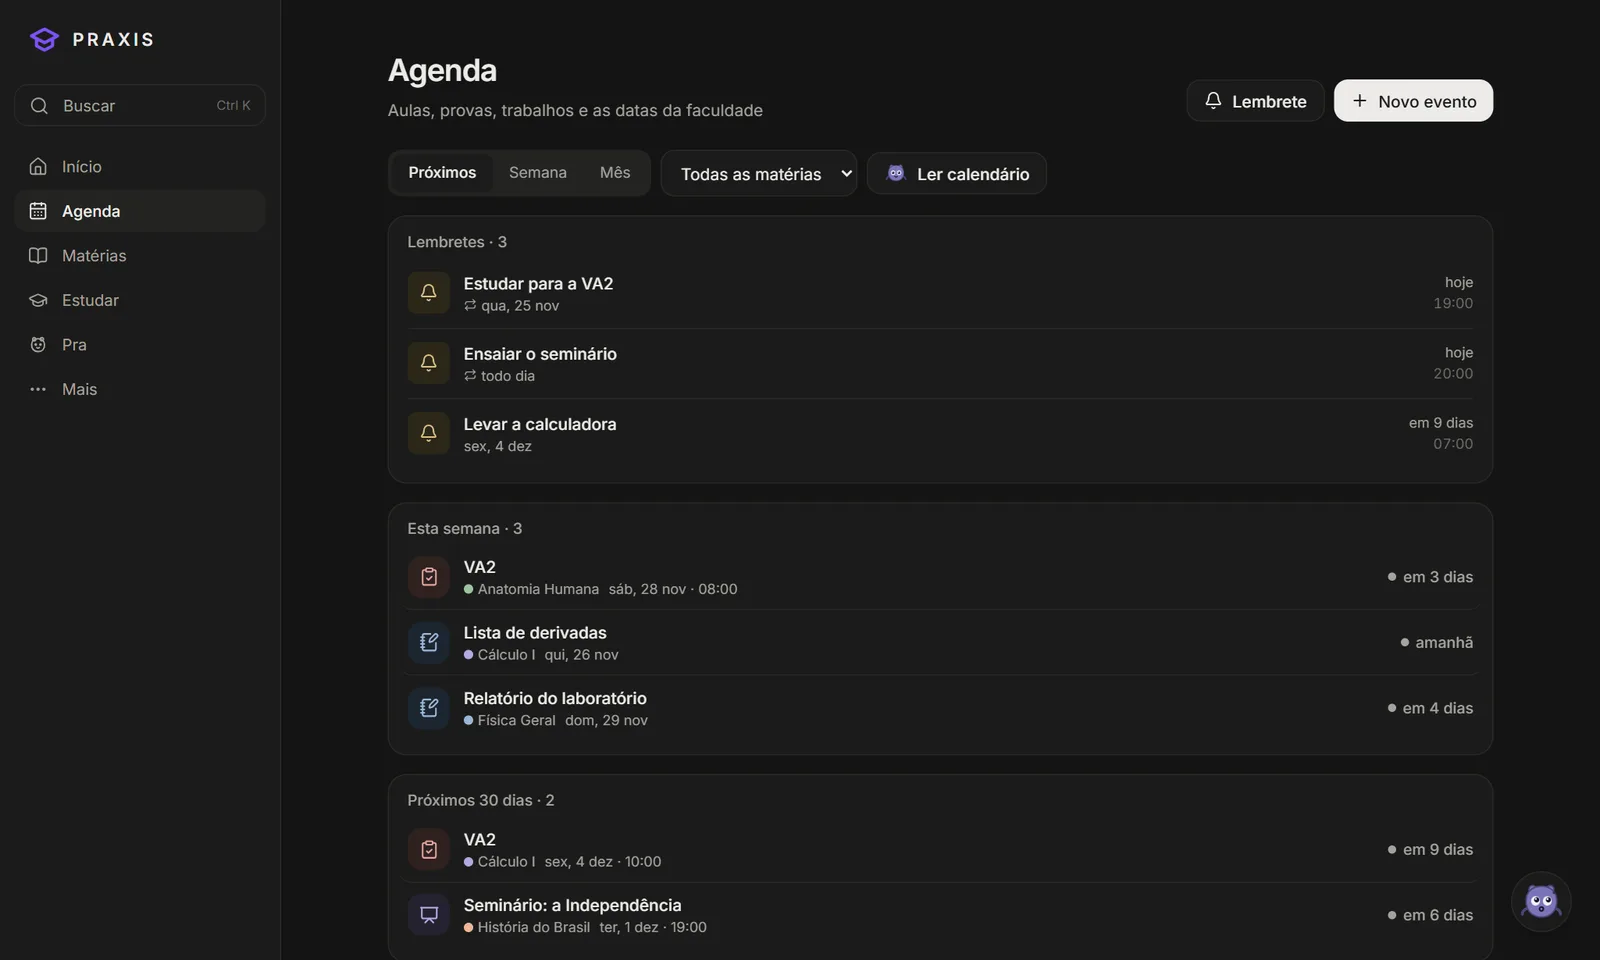 PRAXIS
Buscar Ctrl K
Início
Agenda
Matérias
Estudar
Pra
Mais
Agenda
Aulas, provas, trabalhos e as datas da faculdade
Lembrete
Novo evento
Próximos Semana Mês
Todas as matérias
Ler calendário
Lembretes · 3
Estudar para a VA2
qua, 25 nov
hoje
19:00
Ensaiar o seminário
todo dia
hoje
20:00
Levar a calculadora
sex, 4 dez
em 9 dias
07:00
Esta semana · 3
VA2
Anatomia Humana sáb, 28 nov · 08:00
em 3 dias
Lista de derivadas
Cálculo I qui, 26 nov
amanhã
Relatório do laboratório
Física Geral dom, 29 nov
em 4 dias
Próximos 30 dias · 2
VA2
Cálculo I sex, 4 dez · 10:00
em 9 dias
Seminário: a Independência
História do Brasil ter, 1 dez · 19:00
em 6 dias